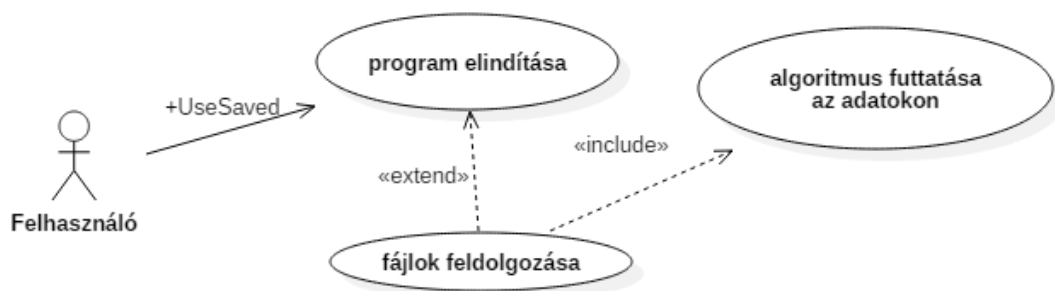 program elindítása
algoritmus futtatása
az adatokon
+UseSaved
«include»
«extend»
Felhasználó
fájlok feldolgozása